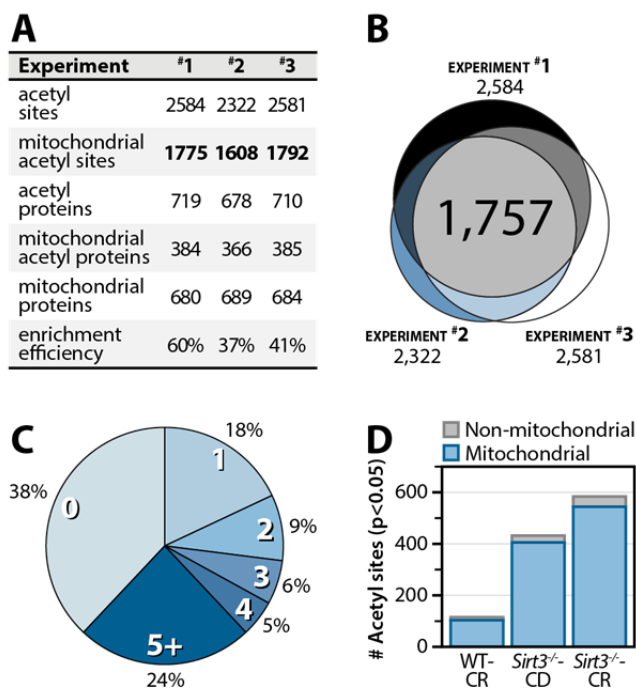 A
Experiment #1 #2 #3
acetyl
sites 2584 2322 2581
mitochondrial
acetyl sites 1775 1608 1792
acetyl
proteins 719 678 710
mitochondrial
acetyl proteins 384 366 385
mitochondrial
proteins 680 689 684
enrichment
efficiency 60% 37% 41%
B
EXPERIMENT #1
2,584
1,757
EXPERIMENT #2
2,322
EXPERIMENT #3
2,581
C
18%
1
38%
0
2
9%
3
6%
4
5%
5+
24%
D
Non-mitochondrial
Mitochondrial
# Acetyl sites (p<0.05)
600
400
200
0
WT-
CR
Sirt3-/--
CD
Sirt3-/--
CR